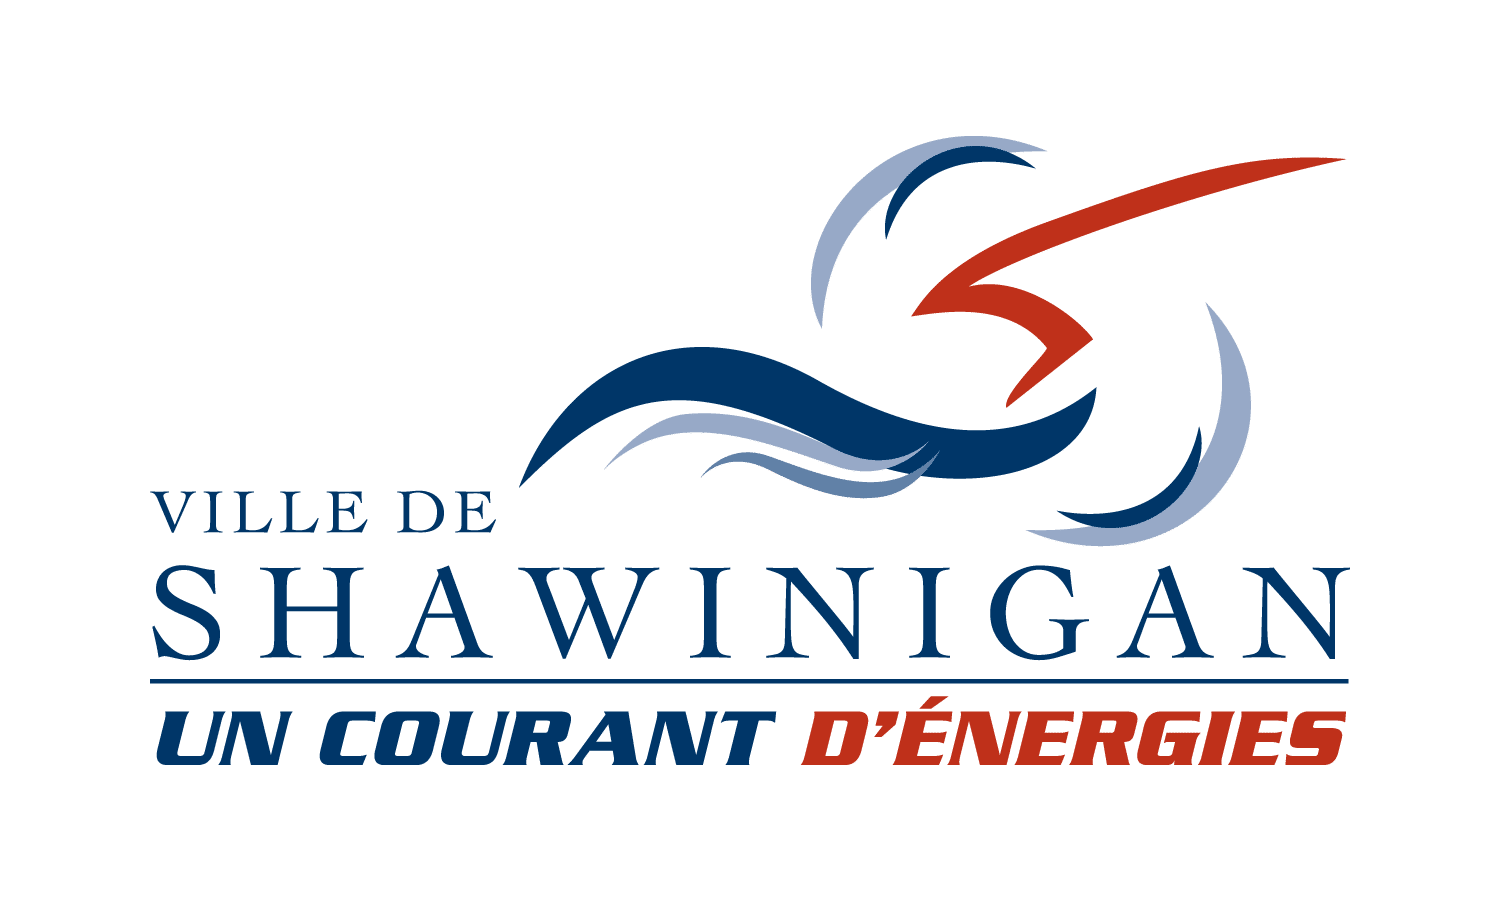 VILLE DE
SHAWINIGAN
UN COURANT D'ÉNERGIES